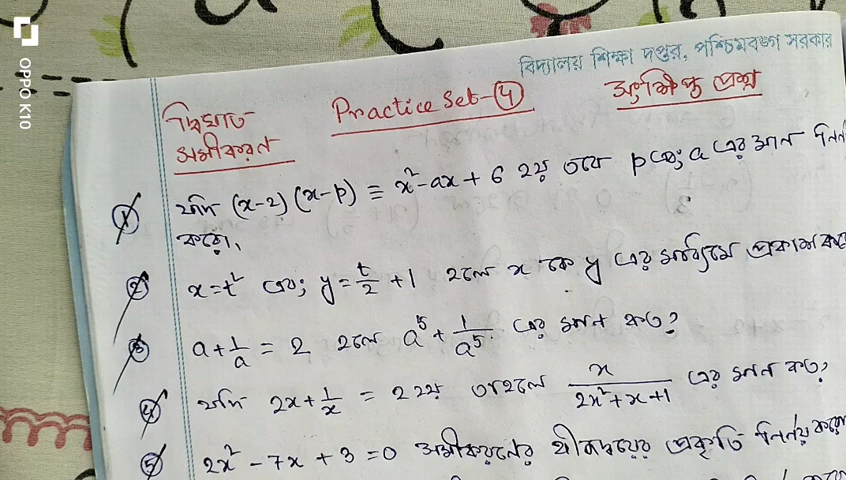 OPPO K10
বিদ্যালয় শিক্ষা দপ্তর, পশ্চিমবঙ্গ সরকার
দ্বিঘাত সমীকরণ
Practice Set-4
সংক্ষিপ্ত প্রশ্ন
1 যদি (x-2) (x-p) ≡ x²-ax+6 হয় তবে p এবং a এর মান
করো।
2 x=t² এবং y=t/2+1 হলে x কে y এর মাধ্যমে প্রকাশ
3 a+1/a = 2 হলে a⁵+1/a⁵ এর মান কত?
4 যদি 2x+1/x = 2 হয় তাহলে x/(2x²+x+1) এর মান কত?
5 2x²-7x+3=0 সমীকরণের বীজদ্বয়ের প্রকৃতি নির্ণয় করো